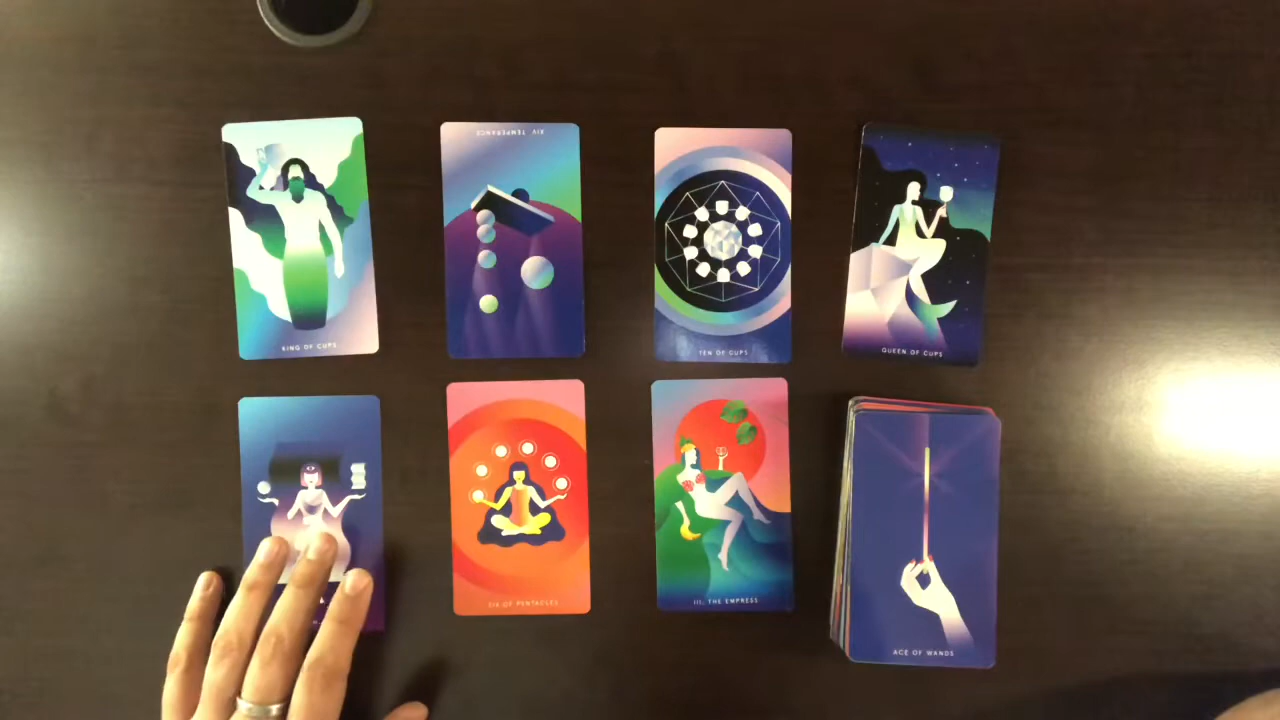 KING OF CUPS
XIV TEMPERANCE
TEN OF CUPS
QUEEN OF CUPS
SIX OF PENTACLES
III. THE EMPRESS
ACE OF WANDS